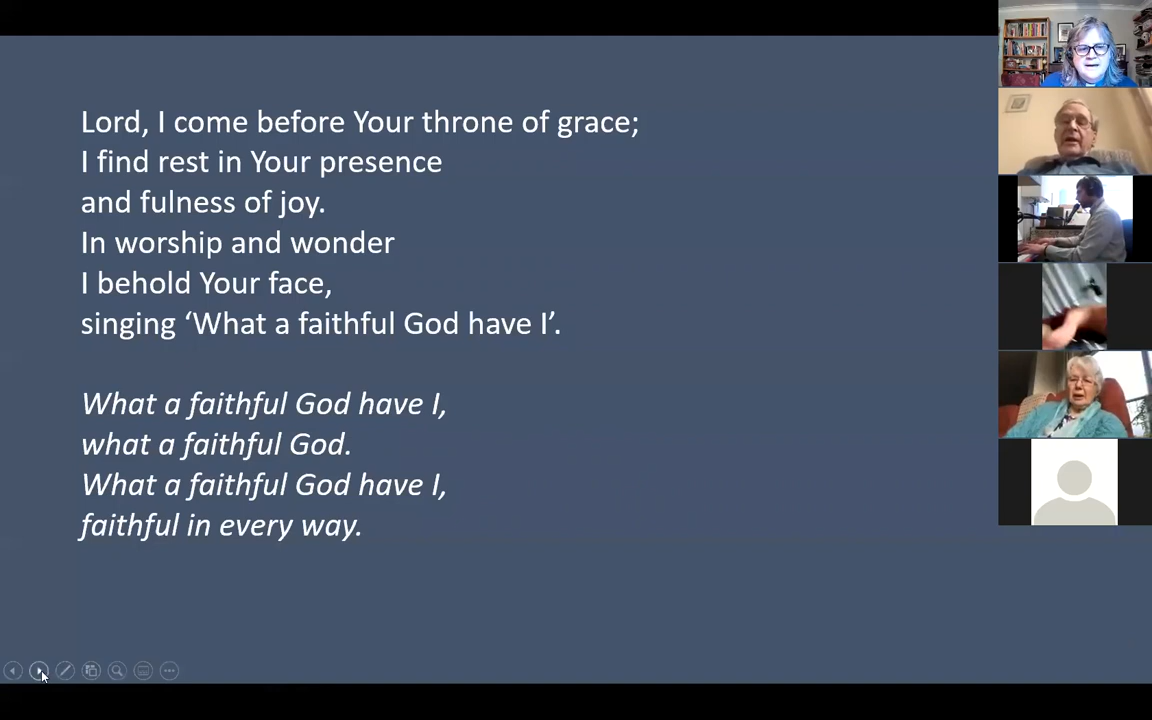 Lord, I come before Your throne of grace;
I find rest in Your presence
and fulness of joy.
In worship and wonder
I behold Your face,
singing ‘What a faithful God have I’.
What a faithful God have I,
what a faithful God.
What a faithful God have I,
faithful in every way.